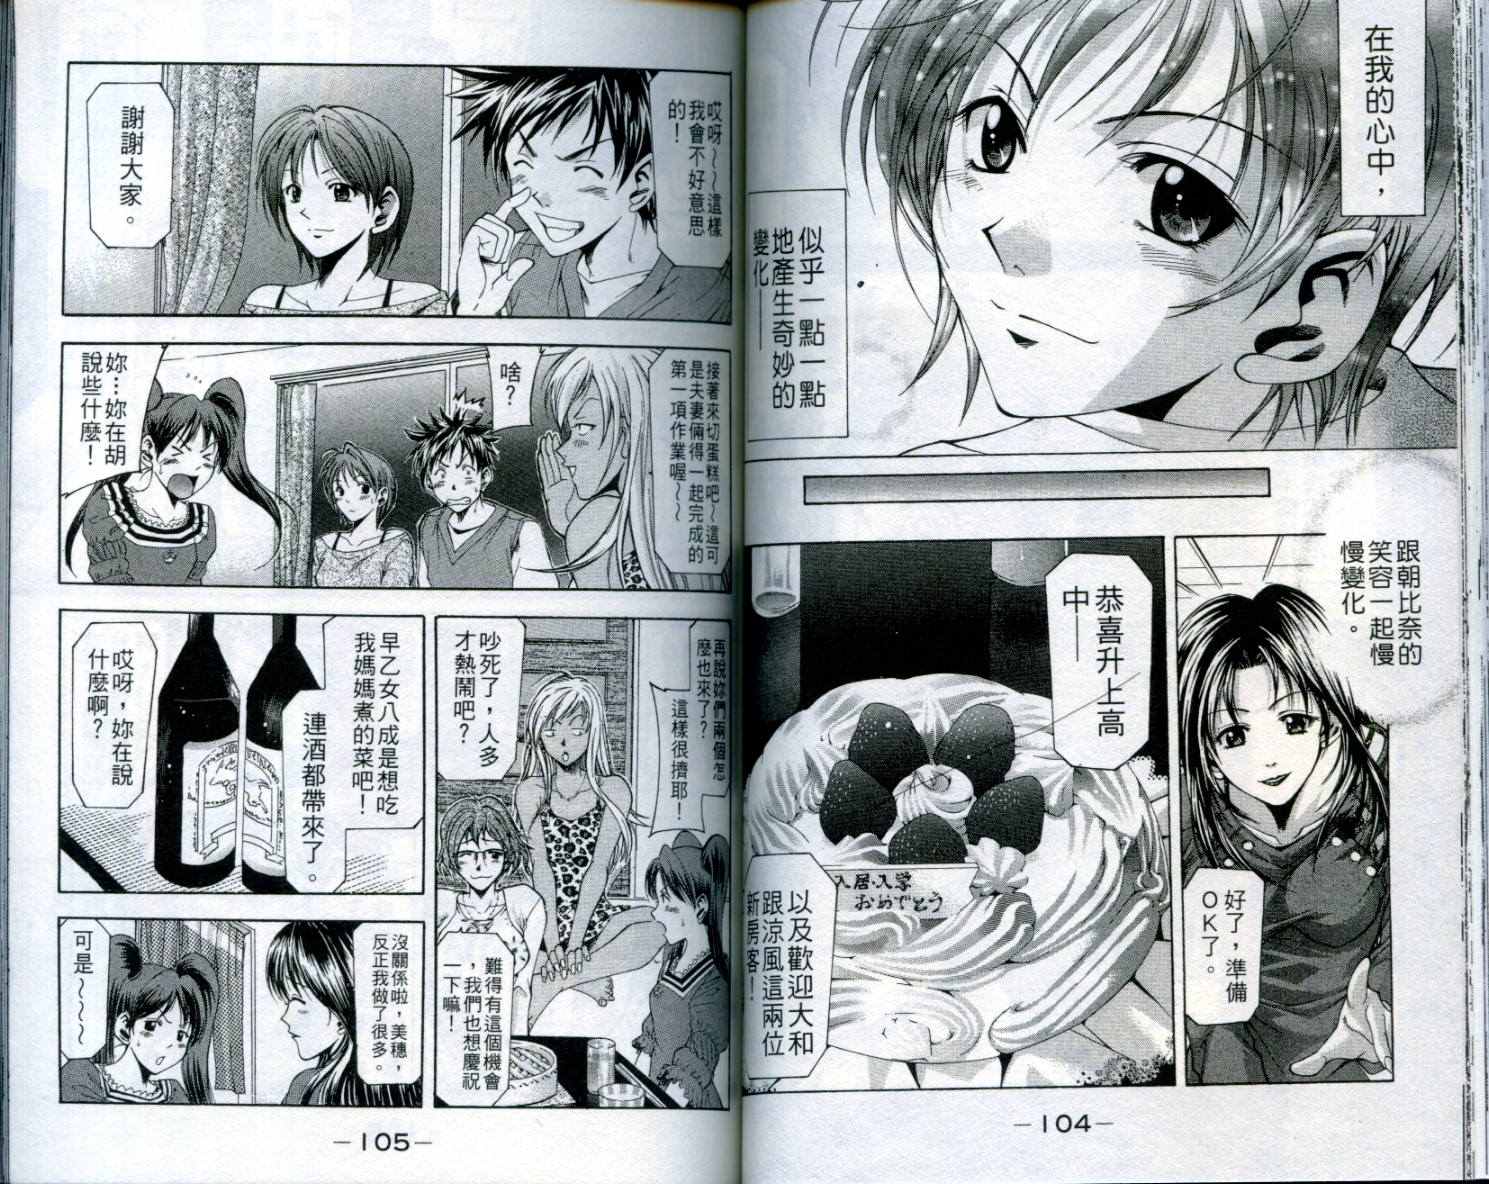 在我的心中，
似乎一點一點
地產生奇妙的
變化——
跟朝比奈的
笑容一起慢
慢變化。
好了，準備
OK了。
恭喜升上高
中——
入居・入学
おめでとう
以及歡迎大和
跟涼風這兩位
新房客！
－104－
哎呀～～這樣
我會不好意思
的！
謝謝大家。
接著來切蛋糕吧～這可
是夫妻倆得一起完成的
第一項作業喔～～
啥？
妳…妳在胡
說些什麼！
再說妳們兩個怎
麼也來了？
這樣很擠耶！
吵死了，人多
才熱鬧吧？
難得有這個機會
，我們也想慶祝
一下嘛！
早乙女八成是想吃
我媽媽煮的菜吧！
連酒都帶來了。
哎呀，妳在說
什麼啊？
沒關係啦，美穗，
反正我做了很多。
可是～～～
－105－